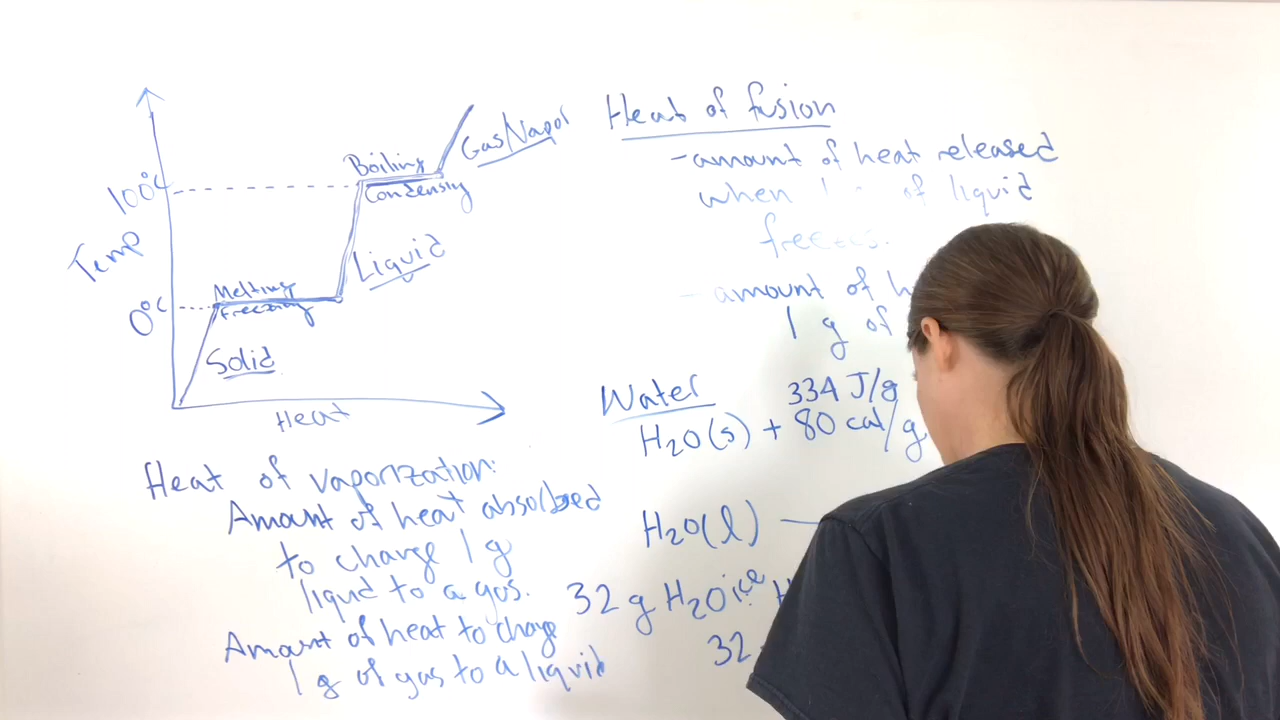 100°C
Temp
0°C
Boiling
Condensing
Gas/Vapor
Liquid
Melting
Freezing
Solid
Heat
Heat of vaporization:
Amount of heat absorbed
to change 1 g
liquid to a gas.
Amount of heat to change
1 g of gas to a liquid
Heat of fusion
-amount of heat released
when 1 of liquid
freezes.
-amount of
1 g of
Water
334 J/g
H2O(s) + 80 cal/g
H2O(l)
32 g H2O ice
32